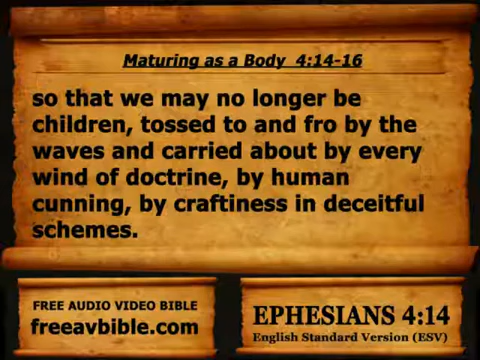 Maturing as a Body 4:14-16
so that we may no longer be
children, tossed to and fro by the
waves and carried about by every
wind of doctrine, by human
cunning, by craftiness in deceitful
schemes.
FREE AUDIO VIDEO BIBLE
freeavbible.com
EPHESIANS 4:14
English Standard Version (ESV)